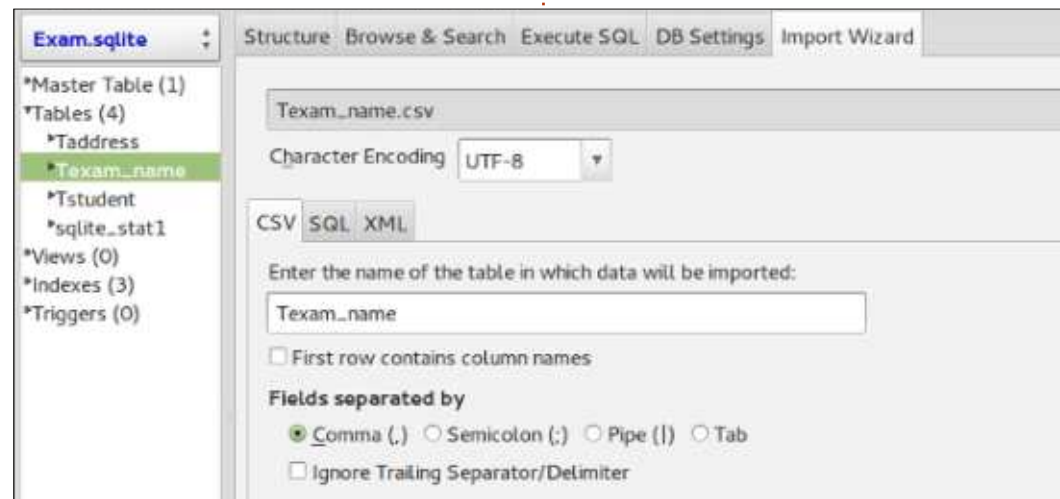 Exam.sqlite
Master Table (1)
Tables (4)
Taddress
Texam_name
Tstudent
sqlite_stat1
Views (0)
Indexes (3)
Triggers (0)
Structure Browse & Search Execute SQL DB Settings Import Wizard
Texam_name.csv
Character Encoding UTF-8
CSV SQL XML
Enter the name of the table in which data will be imported:
Texam_name
First row contains column names
Fields separated by
Comma (,) Semicolon (;) Pipe (|) Tab
Ignore Trailing Separator/Delimiter